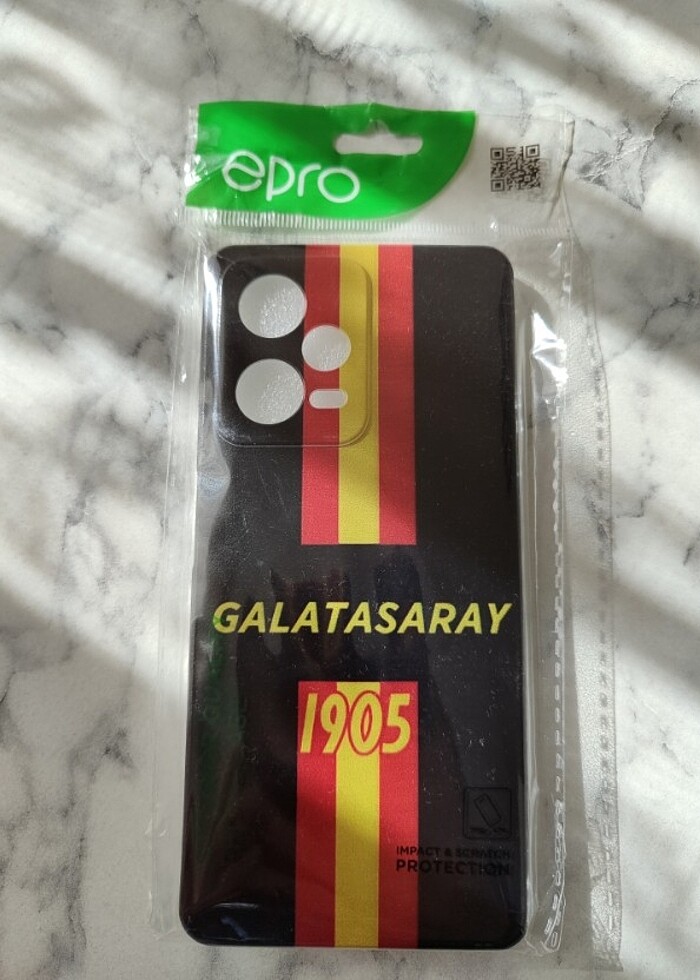 epro
GALATASARAY
1905
IMPACT & SCRATCH
PROTECTION